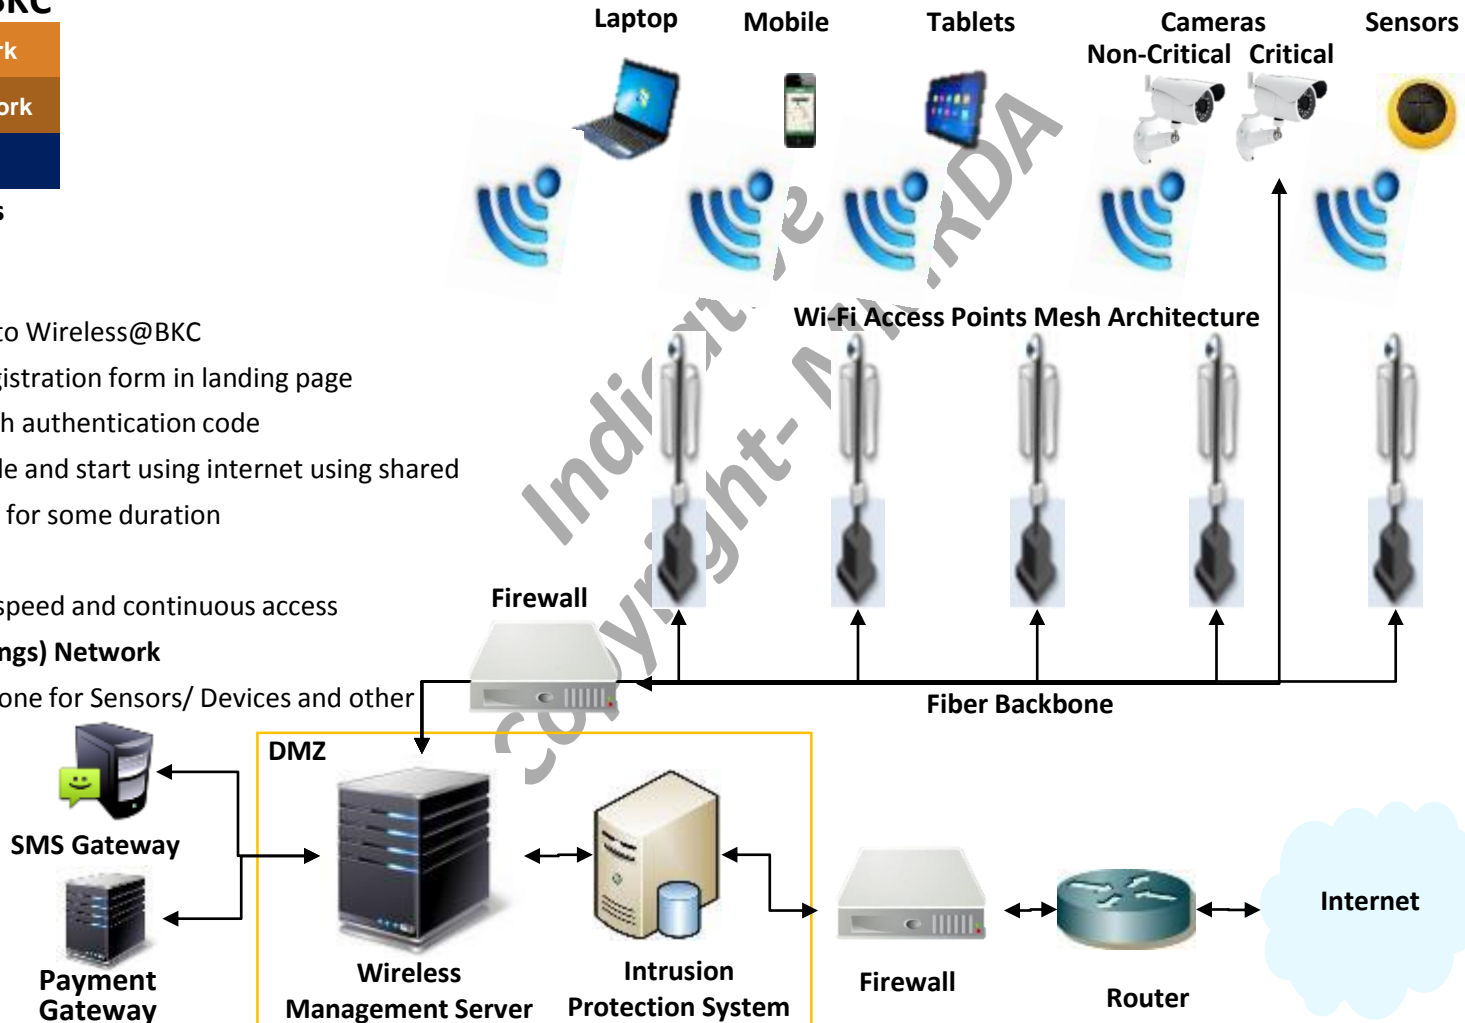 BKC
rk
ork
s
to Wireless@BKC
gistration form in landing page
h authentication code
le and start using internet using shared
for some duration
speed and continuous access
ngs) Network
one for Sensors/ Devices and other
Laptop
Mobile
Tablets
Cameras
Non-Critical Critical
Sensors
Wi-Fi Access Points Mesh Architecture
Firewall
Fiber Backbone
DMZ
SMS Gateway
Payment
Gateway
Wireless
Management Server
Intrusion
Protection System
Firewall
Router
Internet
Copyright-